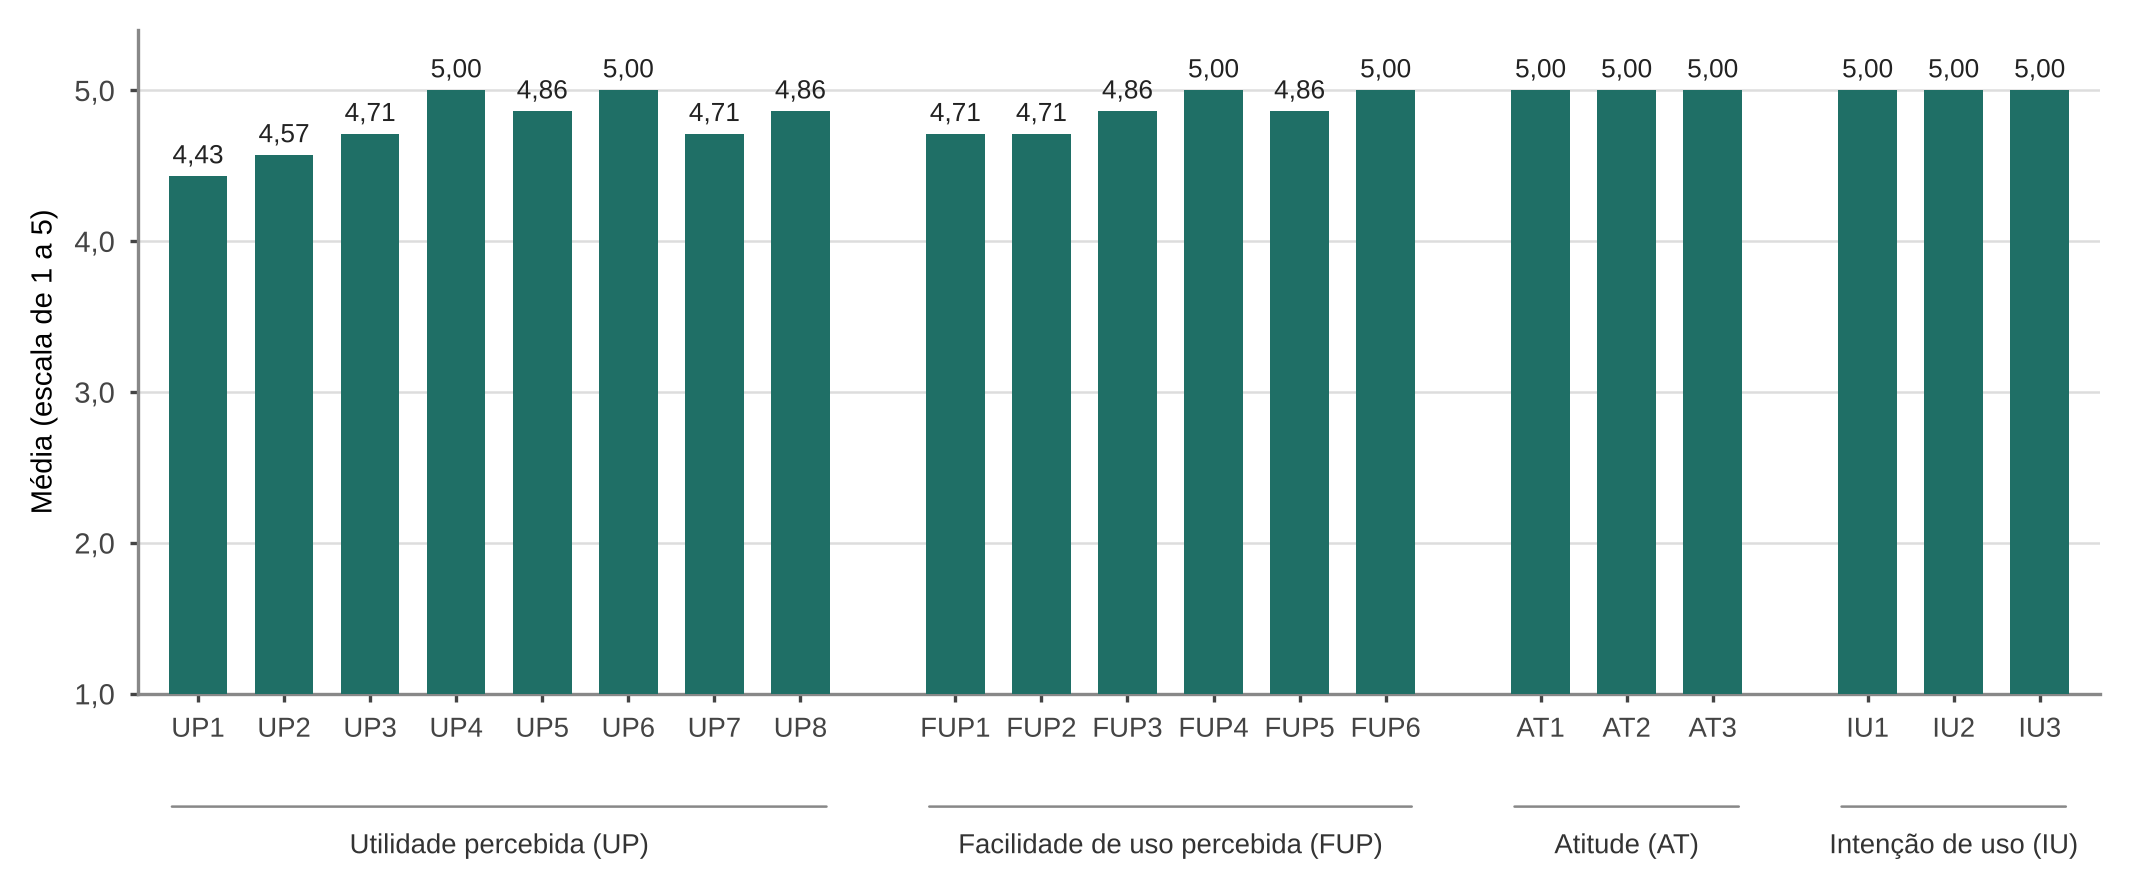 5,00 5,00 5,00 5,00 5,00 5,00 5,00 5,00 5,00 5,00
5,0 4,86 4,86 4,86 4,86
4,71 4,71 4,71 4,71
4,57
4,43
4,0
3,0
2,0
1,0
Média (escala de 1 a 5)
UP1 UP2 UP3 UP4 UP5 UP6 UP7 UP8 FUP1 FUP2 FUP3 FUP4 FUP5 FUP6 AT1 AT2 AT3 IU1 IU2 IU3
Utilidade percebida (UP) Facilidade de uso percebida (FUP) Atitude (AT) Intenção de uso (IU)